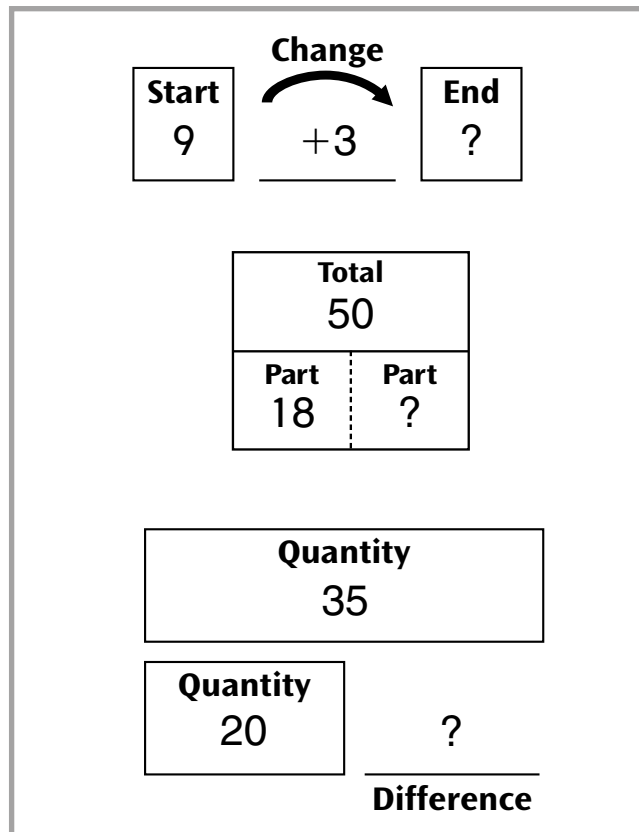 Change
Start End
9 +3 ?
Total
50
Part Part
18 ?
Quantity
35
Quantity
20 ?
Difference